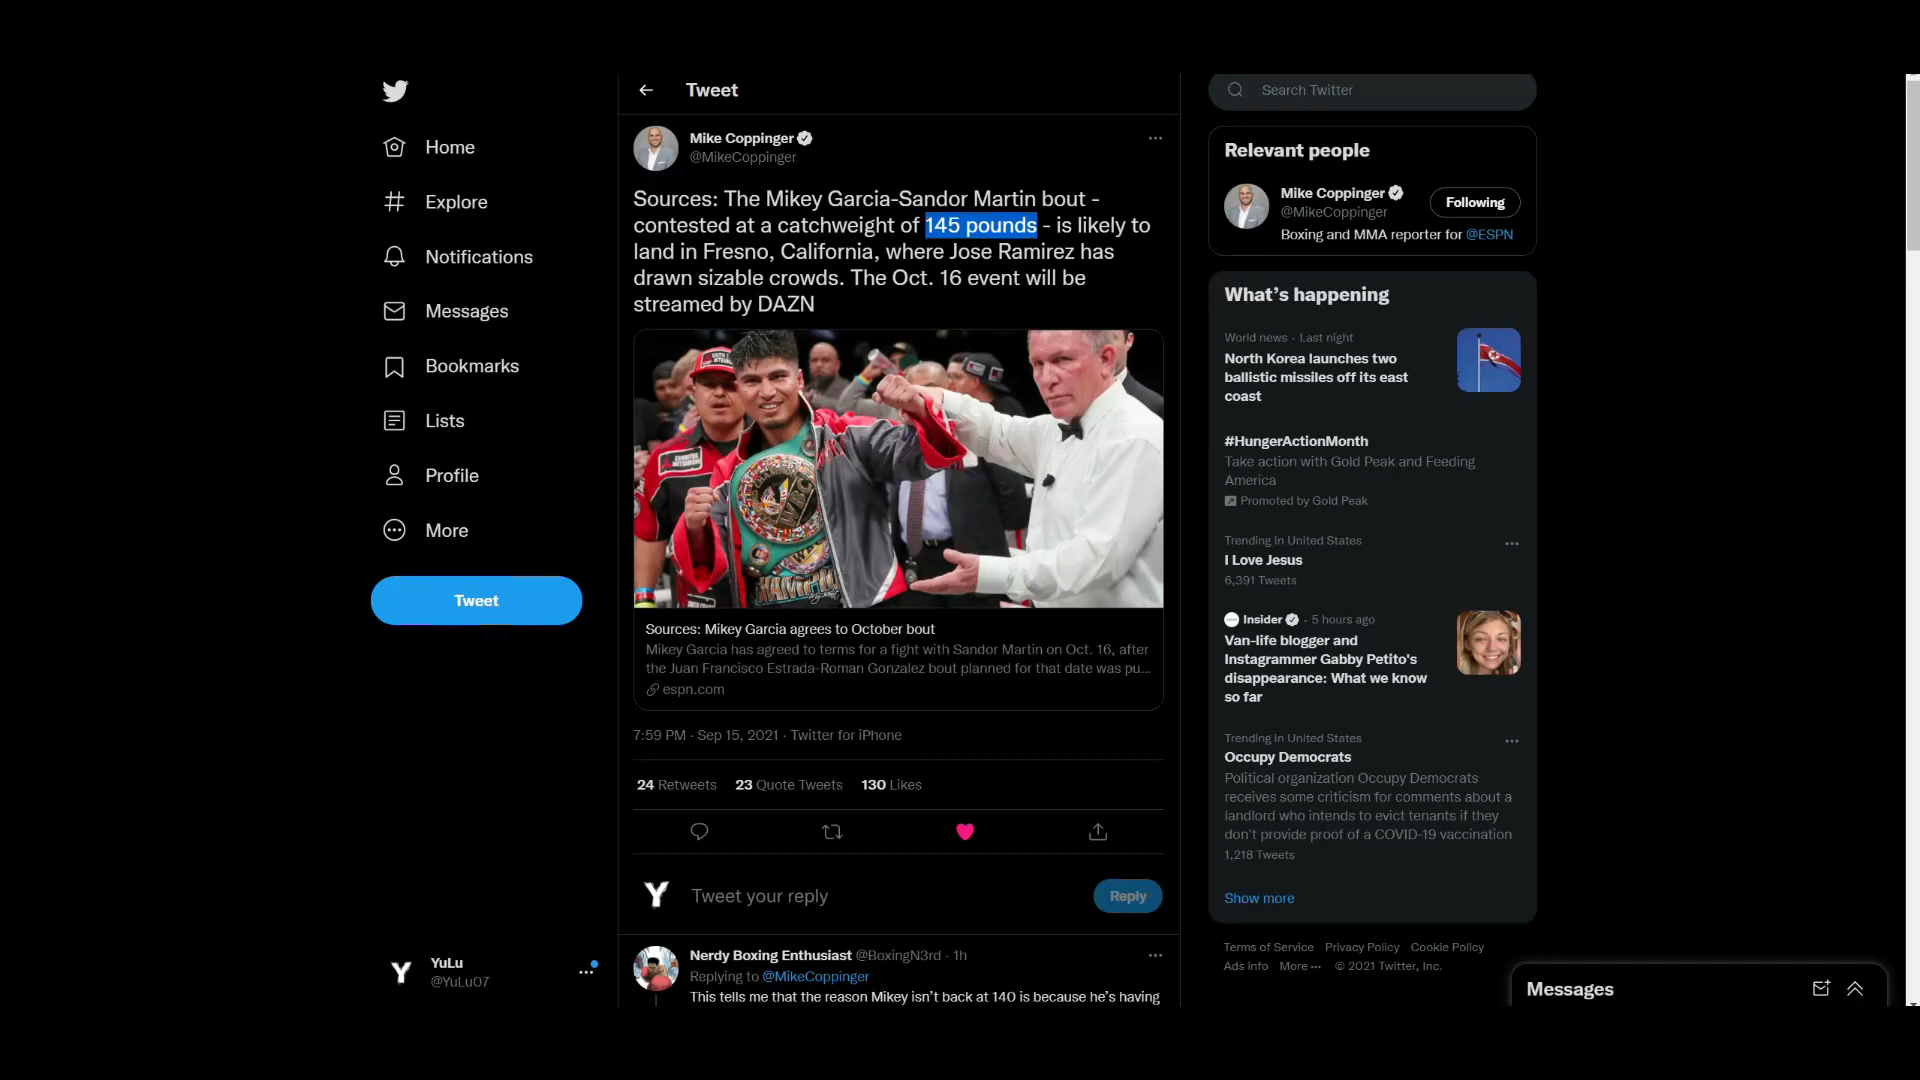 Home
Explore
Notifications
Messages
Bookmarks
Lists
Profile
More
Tweet
YuLu
@YuLu07
Tweet
Mike Coppinger
@MikeCoppinger
Sources: The Mikey Garcia-Sandor Martin bout -
contested at a catchweight of 145 pounds - is likely to
land in Fresno, California, where Jose Ramirez has
drawn sizable crowds. The Oct. 16 event will be
streamed by DAZN
WBC
Sources: Mikey Garcia agrees to October bout
Mikey Garcia has agreed to terms for a fight with Sandor Martin on Oct. 16, after
the Juan Francisco Estrada-Roman Gonzalez bout planned for that date was pu...
espn.com
7:59 PM · Sep 15, 2021 · Twitter for iPhone
24 Retweets 23 Quote Tweets 130 Likes
Y Tweet your reply Reply
Nerdy Boxing Enthusiast @BoxingN3rd · 1h
Replying to @MikeCoppinger
This tells me that the reason Mikey isn't back at 140 is because he's having
Search Twitter
Relevant people
Mike Coppinger
@MikeCoppinger
Following
Boxing and MMA reporter for @ESPN
What's happening
World news · Last night
North Korea launches two
ballistic missiles off its east
coast
#HungerActionMonth
Take action with Gold Peak and Feeding
America
Promoted by Gold Peak
Trending in United States
I Love Jesus
6,391 Tweets
Insider · 5 hours ago
Van-life blogger and
Instagrammer Gabby Petito's
disappearance: What we know
so far
Trending in United States
Occupy Democrats
Political organization Occupy Democrats
receives some criticism for comments about a
landlord who intends to evict tenants if they
don't provide proof of a COVID-19 vaccination
1,218 Tweets
Show more
Terms of Service Privacy Policy Cookie Policy
Ads info More ··· © 2021 Twitter, Inc.
Messages